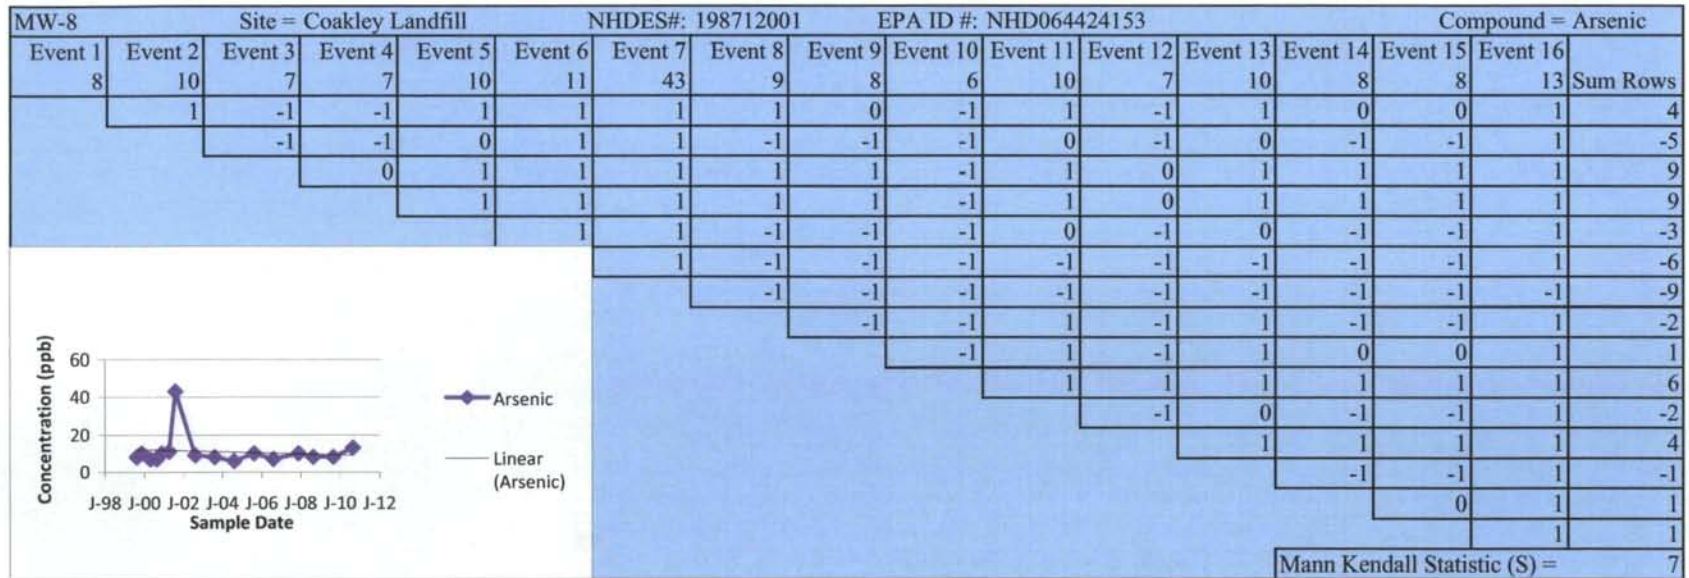 MW-8 Site = Coakley Landfill NHDES#: 198712001 EPA ID #: NHD064424153 Compound = Arsenic
Event 1 Event 2 Event 3 Event 4 Event 5 Event 6 Event 7 Event 8 Event 9 Event 10 Event 11 Event 12 Event 13 Event 14 Event 15 Event 16
8 10 7 7 10 11 43 9 8 6 10 7 10 8 8 13 Sum Rows
1 -1 -1 1 1 1 1 0 -1 1 -1 1 0 0 1 4
-1 -1 0 1 1 -1 -1 -1 0 -1 0 -1 -1 1 -5
0 1 1 1 1 1 -1 1 0 1 1 1 1 9
1 1 1 1 1 -1 1 0 1 1 1 1 9
1 1 -1 -1 -1 0 -1 0 -1 -1 1 -3
1 -1 -1 -1 -1 -1 -1 -1 -1 1 -6
-1 -1 -1 -1 -1 -1 -1 -1 -1 -9
-1 -1 1 -1 1 -1 -1 1 -2
-1 1 -1 1 0 0 1 1
1 1 1 1 1 1 6
-1 0 -1 -1 1 -2
1 1 1 1 4
-1 -1 1 -1
0 1 1
1 1
Mann Kendall Statistic (S) = 7
Concentration (ppb)
60
40
20
0
J-98 J-00 J-02 J-04 J-06 J-08 J-10 J-12
Sample Date
Arsenic
Linear
(Arsenic)